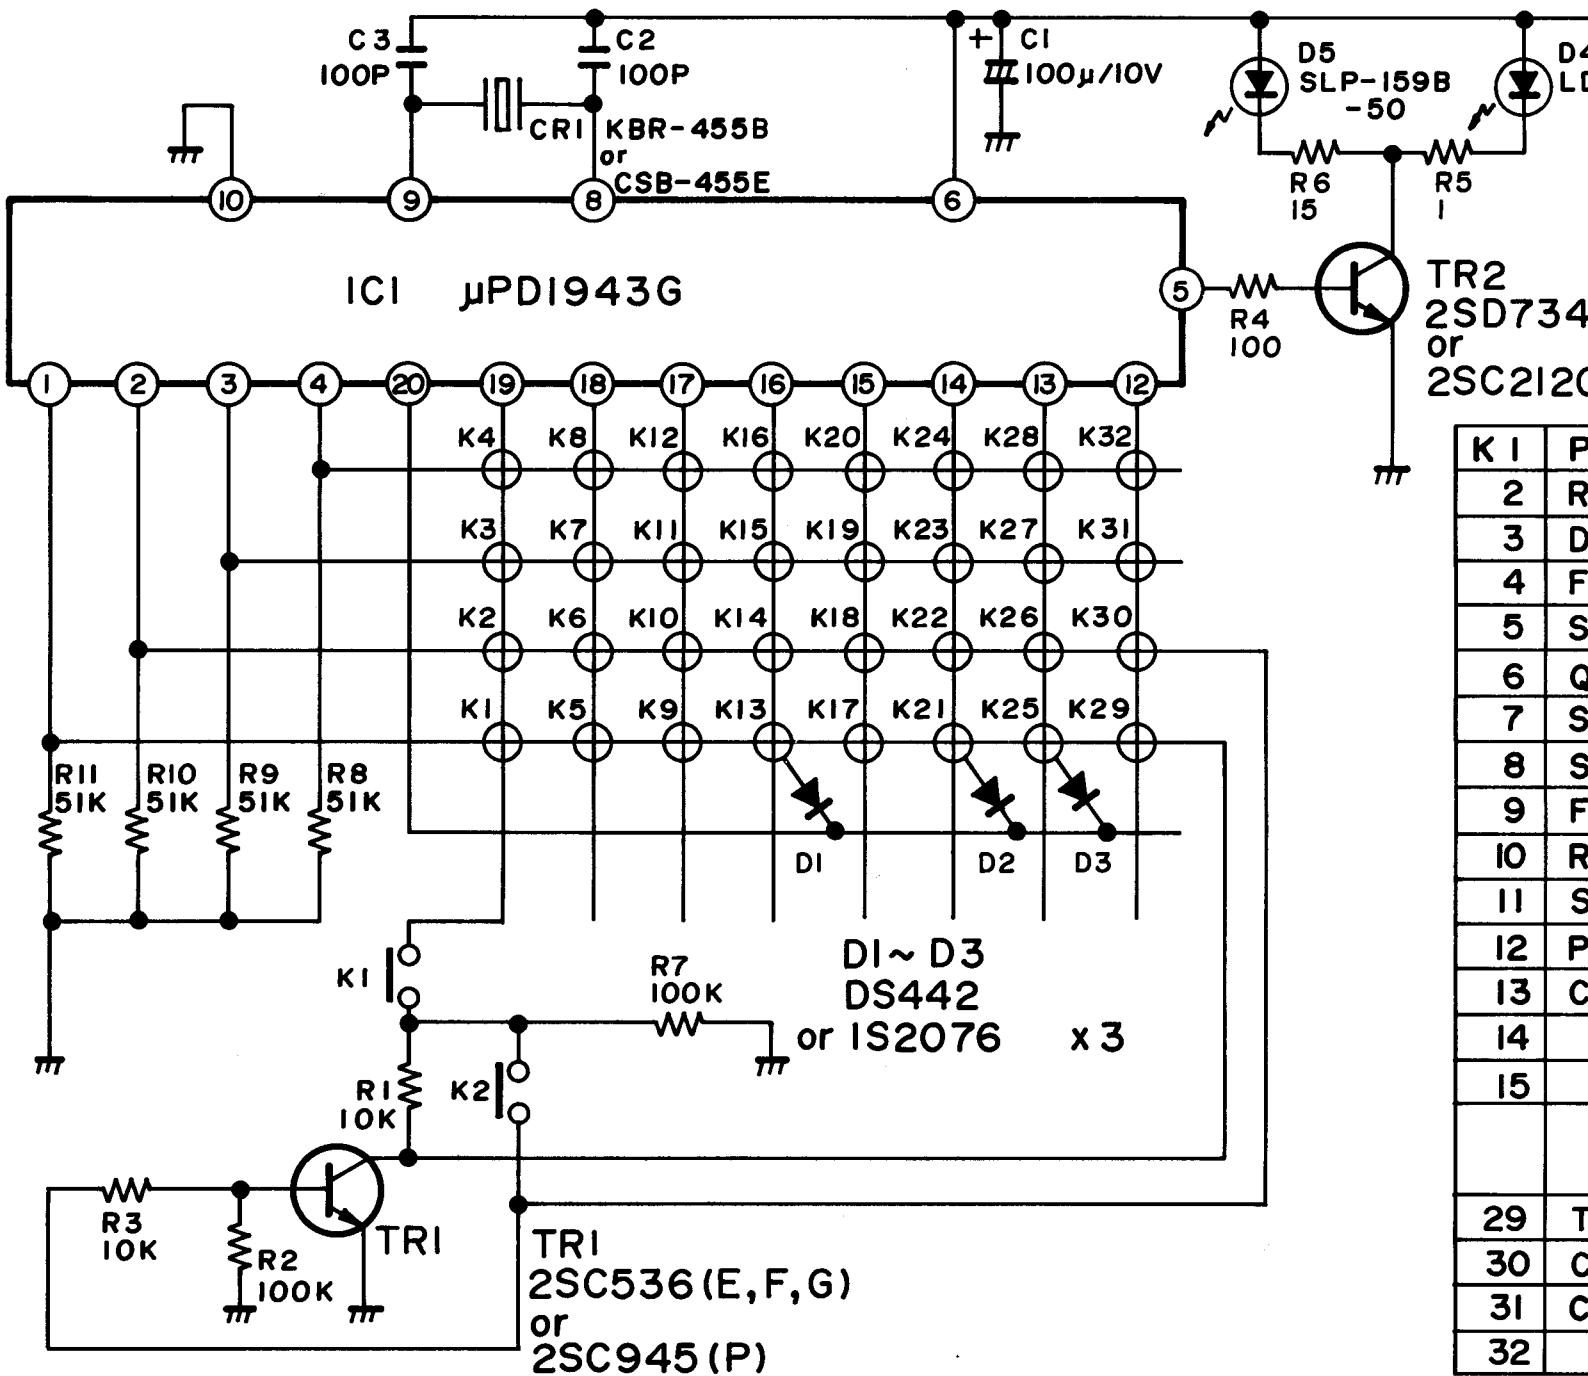 C3
100P
C2
100P
+ C1
100μ/10V
D5
SLP-159B
-50
D4
LD
CR1 KBR-455B
or
CSB-455E
R6
15
R5
1
10
9
8
6
IC1 μPD1943G
5
R4
100
TR2
2SD734
or
2SC2120
1
2
3
4
20
19
18
17
16
15
14
13
12
K4 K8 K12 K16 K20 K24 K28 K32
K3 K7 K11 K15 K19 K23 K27 K31
K2 K6 K10 K14 K18 K22 K26 K30
K1 K5 K9 K13 K17 K21 K25 K29
R11
51K
R10
51K
R9
51K
R8
51K
D1
D2
D3
K1
R7
100K
D1~D3
DS442
or 1S2076 x3
R1
10K
K2
R3
10K
R2
100K
TR1
TR1
2SC536(E,F,G)
or
2SC945(P)
K1 P
2 R
3 D
4 F
5 S
6 Q
7 S
8 S
9 F
10 R
11 S
12 P
13 C
14
15
29 T
30 C
31 C
32